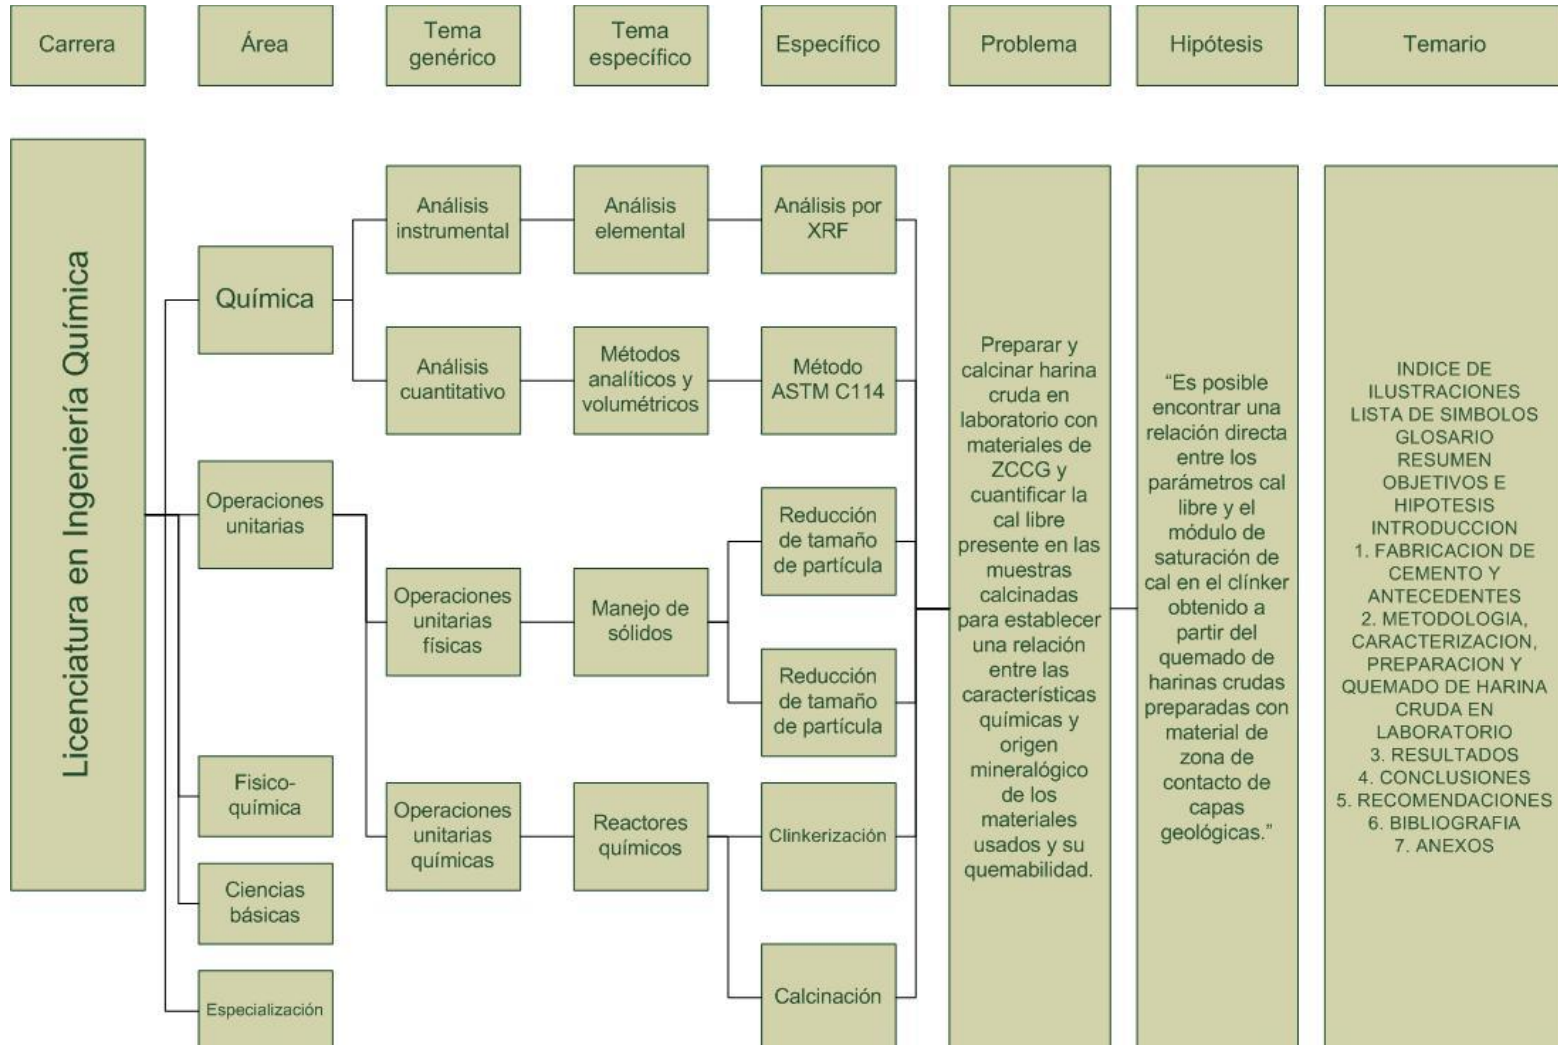 Carrera
Área
Tema
genérico
Tema
específico
Específico
Problema
Hipótesis
Temario
Licenciatura en Ingeniería Química
Química
Operaciones
unitarias
Fisico-
química
Ciencias
básicas
Especialización
Análisis
instrumental
Análisis
cuantitativo
Operaciones
unitarias
físicas
Operaciones
unitarias
químicas
Análisis
elemental
Métodos
analíticos y
volumétricos
Manejo de
sólidos
Reactores
químicos
Análisis por
XRF
Método
ASTM C114
Reducción
de tamaño
de partícula
Reducción
de tamaño
de partícula
Clinkerización
Calcinación
Preparar y
calcinar harina
cruda en
laboratorio con
materiales de
ZCCG y
cuantificar la
cal libre
presente en las
muestras
calcinadas
para establecer
una relación
entre las
características
químicas y
origen
mineralógico
de los
materiales
usados y su
quemabilidad.
“Es posible
encontrar una
relación directa
entre los
parámetros cal
libre y el
módulo de
saturación de
cal en el clínker
obtenido a
partir del
quemado de
harinas crudas
preparadas con
material de
zona de
contacto de
capas
geológicas.”
INDICE DE
ILUSTRACIONES
LISTA DE SIMBOLOS
GLOSARIO
RESUMEN
OBJETIVOS E
HIPOTESIS
INTRODUCCION
1. FABRICACION DE
CEMENTO Y
ANTECEDENTES
2. METODOLOGIA,
CARACTERIZACION,
PREPARACION Y
QUEMADO DE HARINA
CRUDA EN
LABORATORIO
3. RESULTADOS
4. CONCLUSIONES
5. RECOMENDACIONES
6. BIBLIOGRAFIA
7. ANEXOS